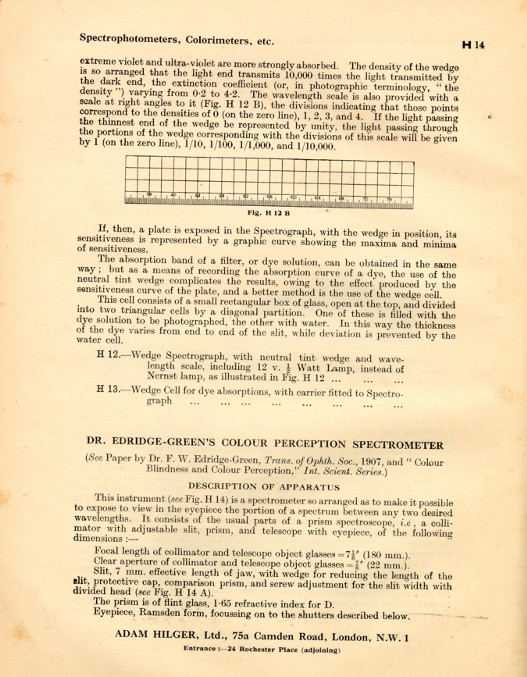 Spectrophotometers, Colorimeters, etc.
H 14
extreme violet and ultra-violet are more strongly absorbed. The density of the wedge
is so arranged that the light end transmits 10,000 times the light transmitted by
the dark end, the extinction coefficient (or, in photographic terminology, “ the
density ”) varying from 0·2 to 4·2. The wavelength scale is also provided with a
scale at right angles to it (Fig. H 12 B), the divisions indicating that those points
correspond to the densities of 0 (on the zero line), 1, 2, 3, and 4. If the light passing
the thinnest end of the wedge be represented by unity, the light passing through
the portions of the wedge corresponding with the divisions of this scale will be given
by 1 (on the zero line), 1/10, 1/100, 1/1,000, and 1/10,000.
Fig. H 12 B
If, then, a plate is exposed in the Spectrograph, with the wedge in position, its
sensitiveness is represented by a graphic curve showing the maxima and minima
of sensitiveness.
The absorption band of a filter, or dye solution, can be obtained in the same
way ; but as a means of recording the absorption curve of a dye, the use of the
neutral tint wedge complicates the results, owing to the effect produced by the
sensitiveness curve of the plate, and a better method is the use of the wedge cell.
This cell consists of a small rectangular box of glass, open at the top, and divided
into two triangular cells by a diagonal partition. One of these is filled with the
dye solution to be photographed, the other with water. In this way the thickness
of the dye varies from end to end of the slit, while deviation is prevented by the
water cell.
H 12.—Wedge Spectrograph, with neutral tint wedge and wave-
length scale, including 12 v. ½ Watt Lamp, instead of
Nernst lamp, as illustrated in Fig. H 12 ... ... ...
H 13.—Wedge Cell for dye absorptions, with carrier fitted to Spectro-
graph ... ... ... ... ... ... ... ...
DR. EDRIDGE-GREEN'S COLOUR PERCEPTION SPECTROMETER
(See Paper by Dr. F. W. Edridge-Green, Trans. of Ophth. Soc., 1907, and “ Colour
Blindness and Colour Perception,” Int. Scient. Series.)
DESCRIPTION OF APPARATUS
This instrument (see Fig. H 14) is a spectrometer so arranged as to make it possible
to expose to view in the eyepiece the portion of a spectrum between any two desired
wavelengths. It consists of the usual parts of a prism spectroscope, i.e , a colli-
mator with adjustable slit, prism, and telescope with eyepiece, of the following
dimensions :—
Focal length of collimator and telescope object glasses =7⅛″ (180 mm.).
Clear aperture of collimator and telescope object glasses =⅞″ (22 mm.).
Slit, 7 mm. effective length of jaw, with wedge for reducing the length of the
slit, protective cap, comparison prism, and screw adjustment for the slit width with
divided head (see Fig. H 14 A).
The prism is of flint glass, 1·65 refractive index for D.
Eyepiece, Ramsden form, focussing on to the shutters described below.
ADAM HILGER, Ltd., 75a Camden Road, London, N.W. 1
Entrance :—24 Rochester Place (adjoining)